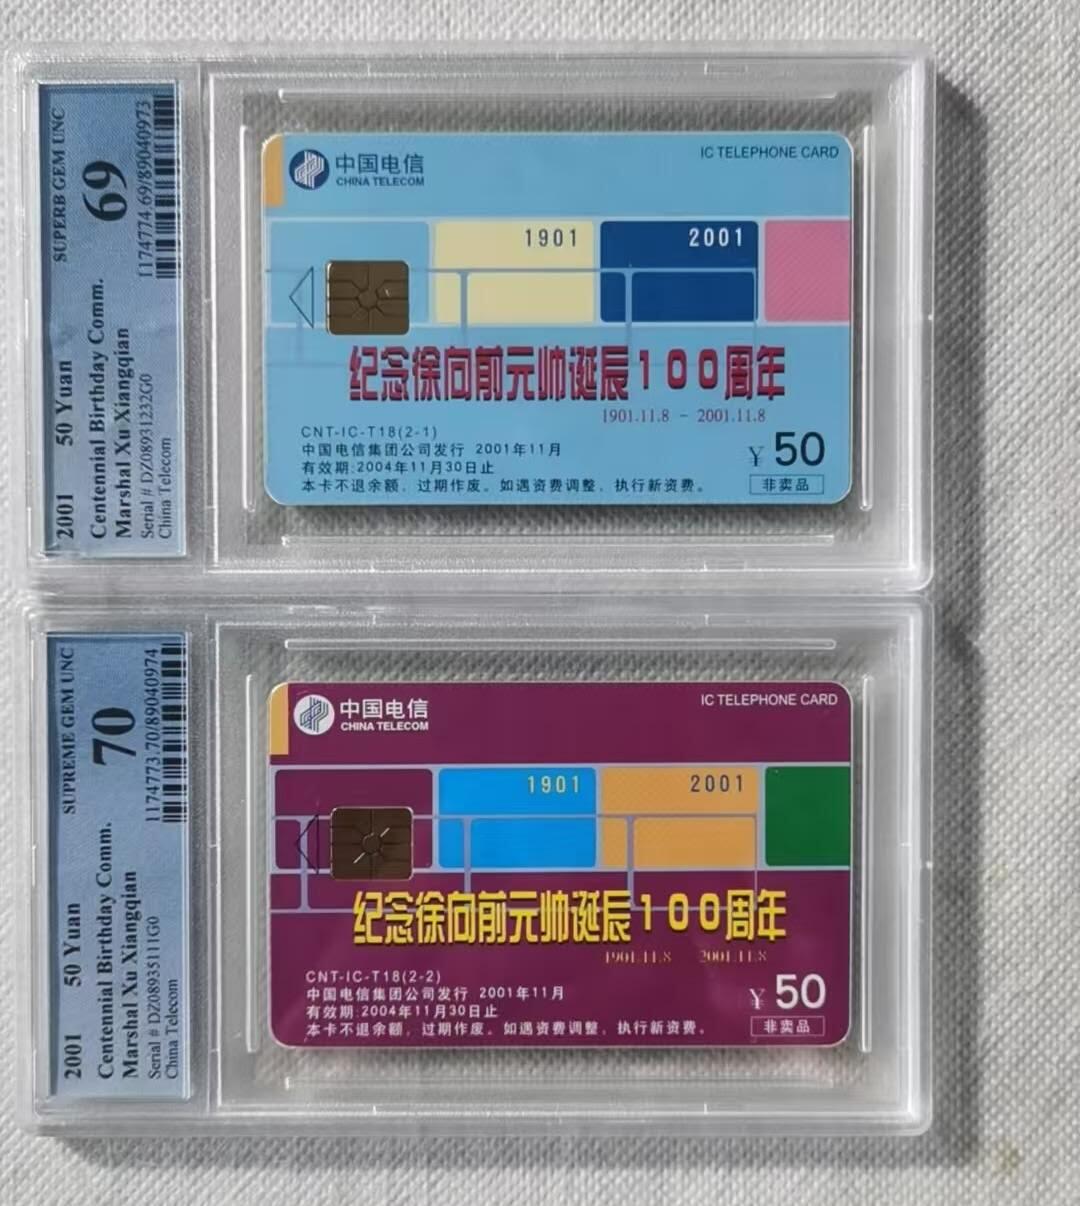 SUPERB GEM UNC
69
1174774.69/89040973
2001 50 Yuan
Centennial Birthday Comm.
Marshal Xu Xiangqian
Serial # DZ08931232G0
China Telecom
中国电信
CHINA TELECOM
IC TELEPHONE CARD
1901
2001
纪念徐向前元帅诞辰100周年
1901.11.8 - 2001.11.8
CNT-IC-T18(2-1)
中国电信集团公司发行 2001年11月
有效期:2004年11月30日止
本卡不退余额，过期作废。如遇资费调整，执行新资费。
¥50
非卖品
SUPREME GEM UNC
70
1174773.70/89040974
2001 50 Yuan
Centennial Birthday Comm.
Marshal Xu Xiangqian
Serial # DZ08935111G0
China Telecom
中国电信
CHINA TELECOM
IC TELEPHONE CARD
1901
2001
纪念徐向前元帅诞辰100周年
1901.11.8 2001.11.8
CNT-IC-T18(2-2)
中国电信集团公司发行 2001年11月
有效期:2004年11月30日止
本卡不退余额，过期作废。如遇资费调整，执行新资费。
¥50
非卖品